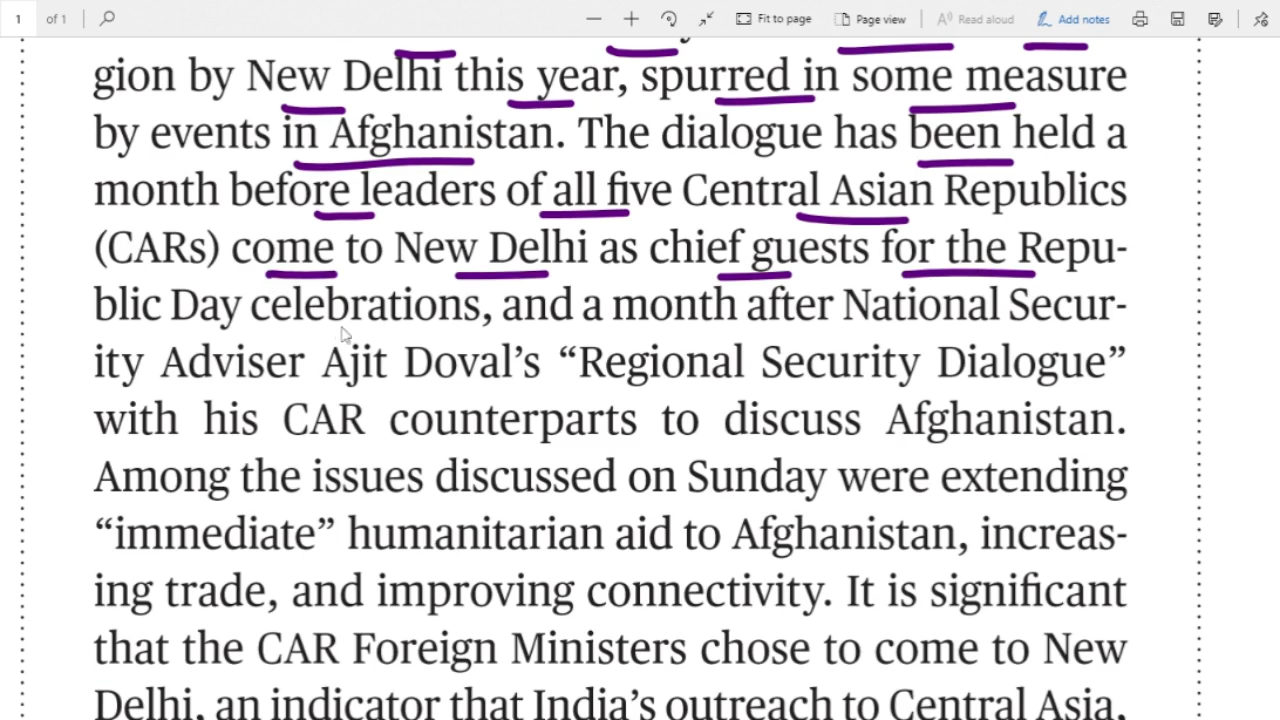 1 of 1 Fit to page Page view Read aloud Add notes
gion by New Delhi this year, spurred in some measure
by events in Afghanistan. The dialogue has been held a
month before leaders of all five Central Asian Republics
(CARs) come to New Delhi as chief guests for the Repu-
blic Day celebrations, and a month after National Secur-
ity Adviser Ajit Doval’s “Regional Security Dialogue”
with his CAR counterparts to discuss Afghanistan.
Among the issues discussed on Sunday were extending
“immediate” humanitarian aid to Afghanistan, increas-
ing trade, and improving connectivity. It is significant
that the CAR Foreign Ministers chose to come to New
Delhi, an indicator that India’s outreach to Central Asia,